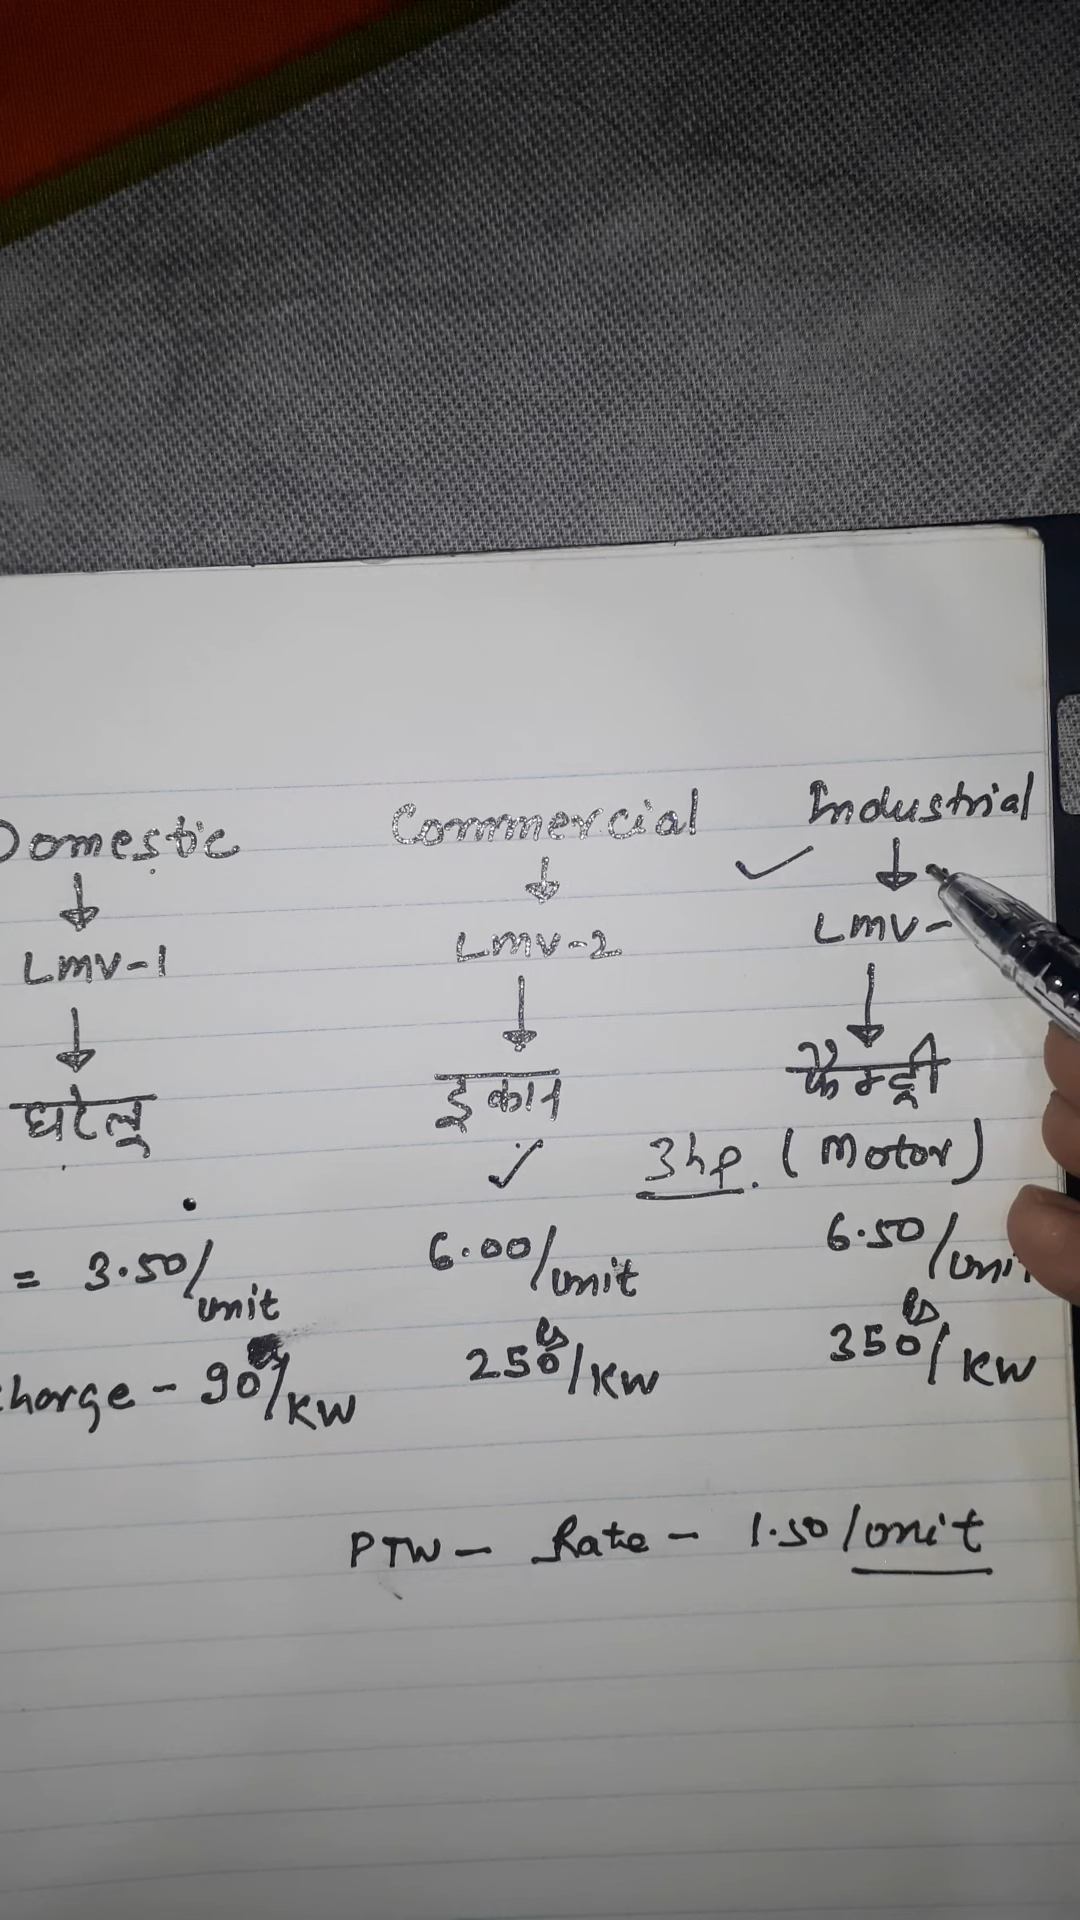 Domestic Commercial Industrial
LMV-1 LMV-2 LMV-
घरेलू फैक्ट्री
3hp. (Motor)
= 3.50/unit 6.00/unit 6.50/unit
charge - 90/KW 250/KW 350/KW
PTW - Rate - 1.50/unit